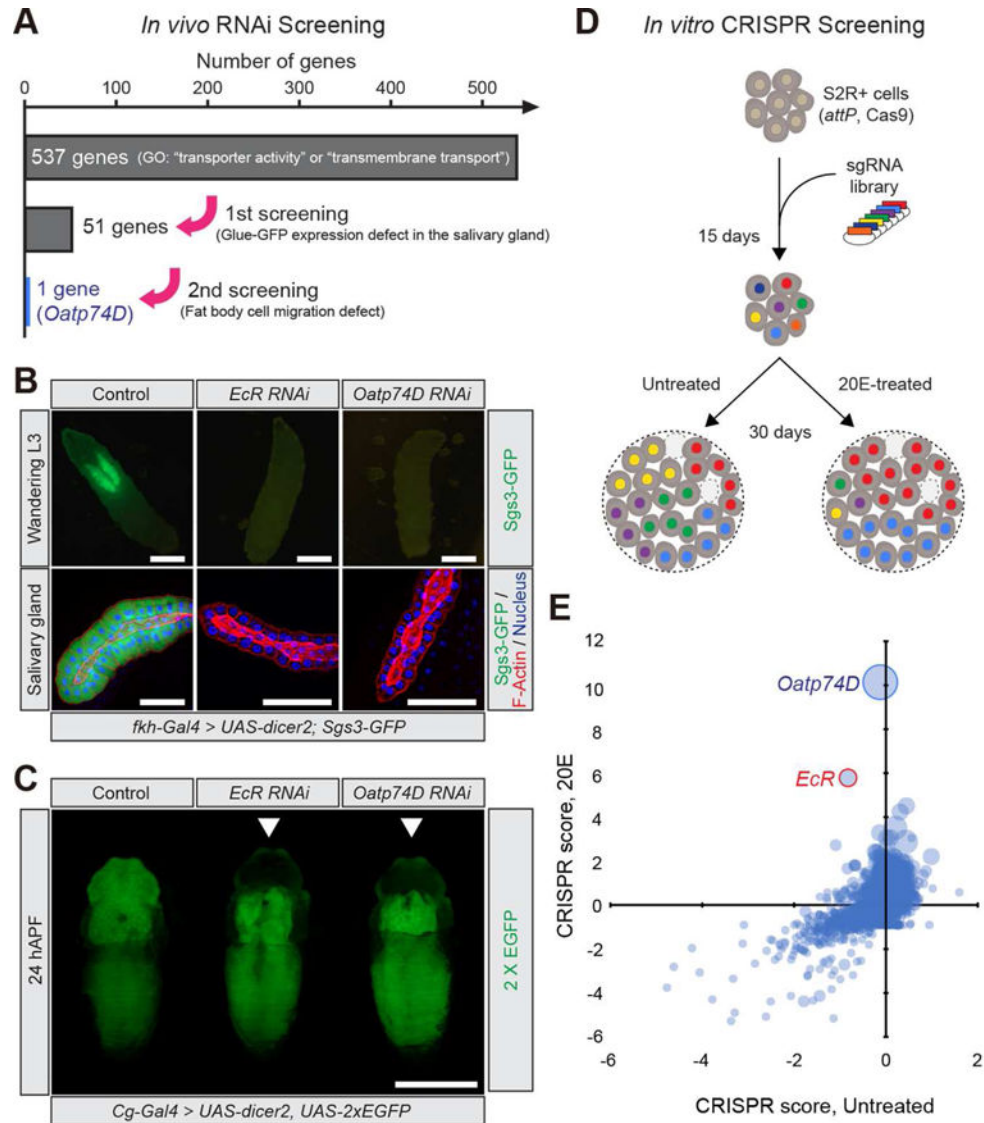 A
In vivo RNAi Screening
Number of genes
0 100 200 300 400 500
537 genes (GO: “transporter activity” or “transmembrane transport”)
51 genes
1st screening
(Glue-GFP expression defect in the salivary gland)
1 gene
(Oatp74D)
2nd screening
(Fat body cell migration defect)
B
Control EcR RNAi Oatp74D RNAi
Wandering L3
Sgs3-GFP
Salivary gland
Sgs3-GFP /
F-Actin / Nucleus
fkh-Gal4 > UAS-dicer2; Sgs3-GFP
C
Control EcR RNAi Oatp74D RNAi
24 hAPF
2 X EGFP
Cg-Gal4 > UAS-dicer2, UAS-2xEGFP
D
In vitro CRISPR Screening
S2R+ cells
(attP, Cas9)
sgRNA
library
15 days
Untreated
20E-treated
30 days
E
12
10
8
6
4
2
0
-2
-4
-6
Oatp74D
EcR
CRISPR score, 20E
-6 -4 -2 0 2
CRISPR score, Untreated